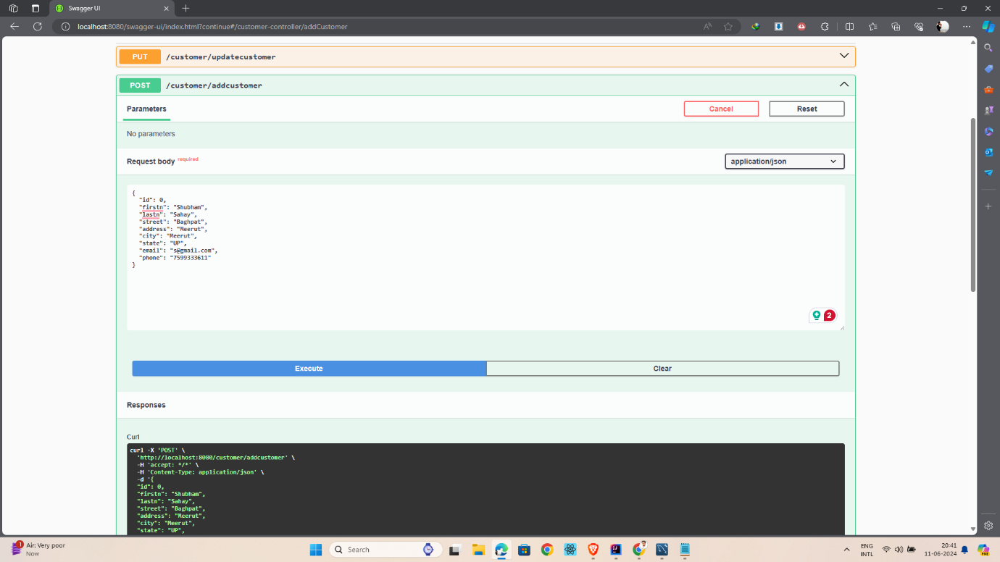 Swagger UI
localhost:8080/swagger-ui/index.html?continue#/customer-controller/addCustomer
PUT /customer/updatecustomer
POST /customer/addcustomer
Parameters
Cancel
Reset
No parameters
Request body required
application/json
{
"id": 0,
"firstn": "Shubham",
"lastn": "Sahay",
"street": "Baghpat",
"address": "Meerut",
"city": "Meerut",
"state": "UP",
"email": "s@gmail.com",
"phone": "7599333611"
}
2
Execute
Clear
Responses
Curl
curl -X 'POST' \
'http://localhost:8080/customer/addcustomer' \
-H 'accept: */*' \
-H 'Content-Type: application/json' \
-d '{
"id": 0,
"firstn": "Shubham",
"lastn": "Sahay",
"street": "Baghpat",
"address": "Meerut",
"city": "Meerut",
"state": "UP",
1
Air: Very poor
Now
Search
ENG
INTL
20:41
11-06-2024